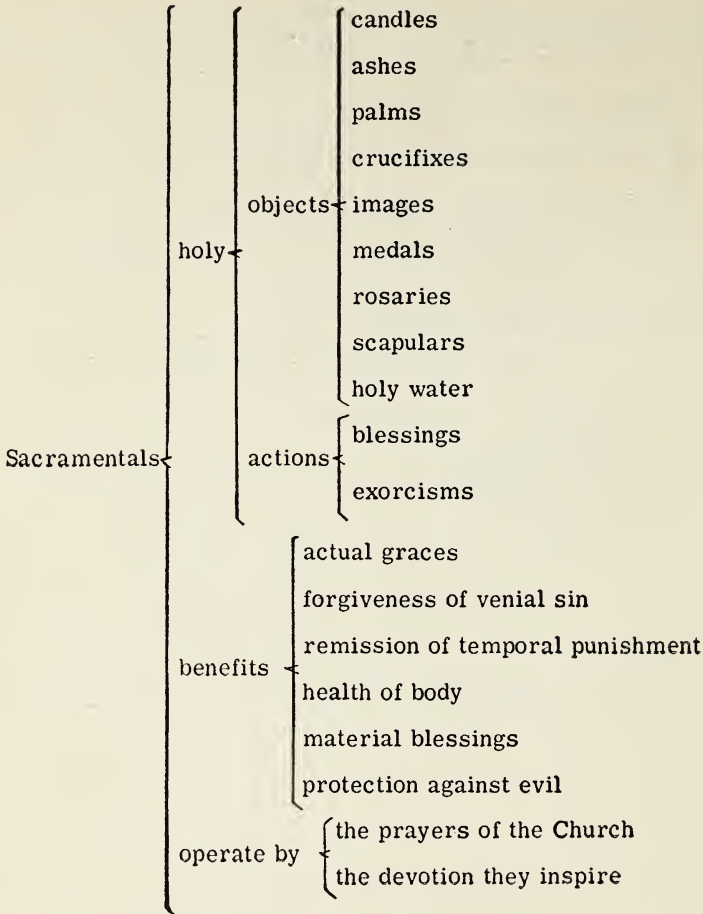 candles
ashes
palms
crucifixes
objects images
holy medals
rosaries
scapulars
holy water
blessings
Sacramentals actions
exorcisms
actual graces
forgiveness of venial sin
remission of temporal punishment
benefits
health of body
material blessings
protection against evil
the prayers of the Church
operate by
the devotion they inspire